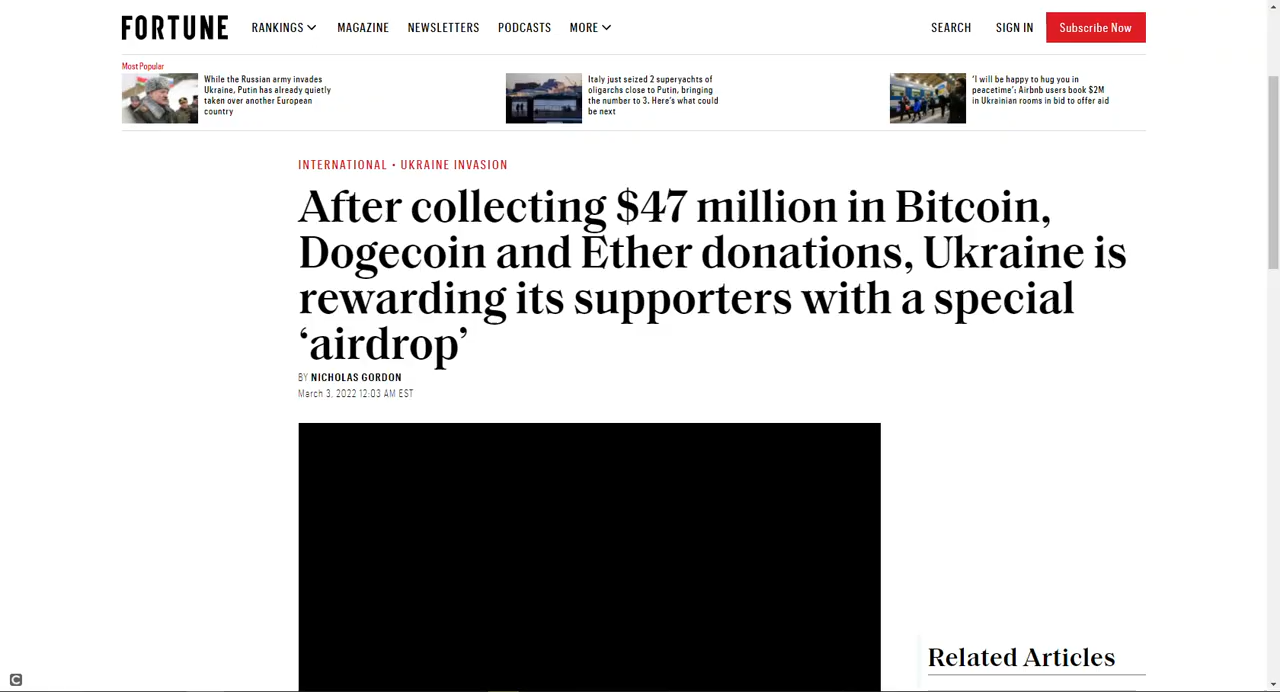 FORTUNE
RANKINGS
MAGAZINE
NEWSLETTERS
PODCASTS
MORE
SEARCH
SIGN IN
Subscribe Now
Most Popular
While the Russian army invades
Ukraine, Putin has already quietly
taken over another European
country
Italy just seized 2 superyachts of
oligarchs close to Putin, bringing
the number to 3. Here's what could
be next
‘I will be happy to hug you in
peacetime’: Airbnb users book $2M
in Ukrainian rooms in bid to offer aid
INTERNATIONAL • UKRAINE INVASION
After collecting $47 million in Bitcoin,
Dogecoin and Ether donations, Ukraine is
rewarding its supporters with a special
‘airdrop’
BY NICHOLAS GORDON
March 3, 2022 12:03 AM EST
Related Articles
C